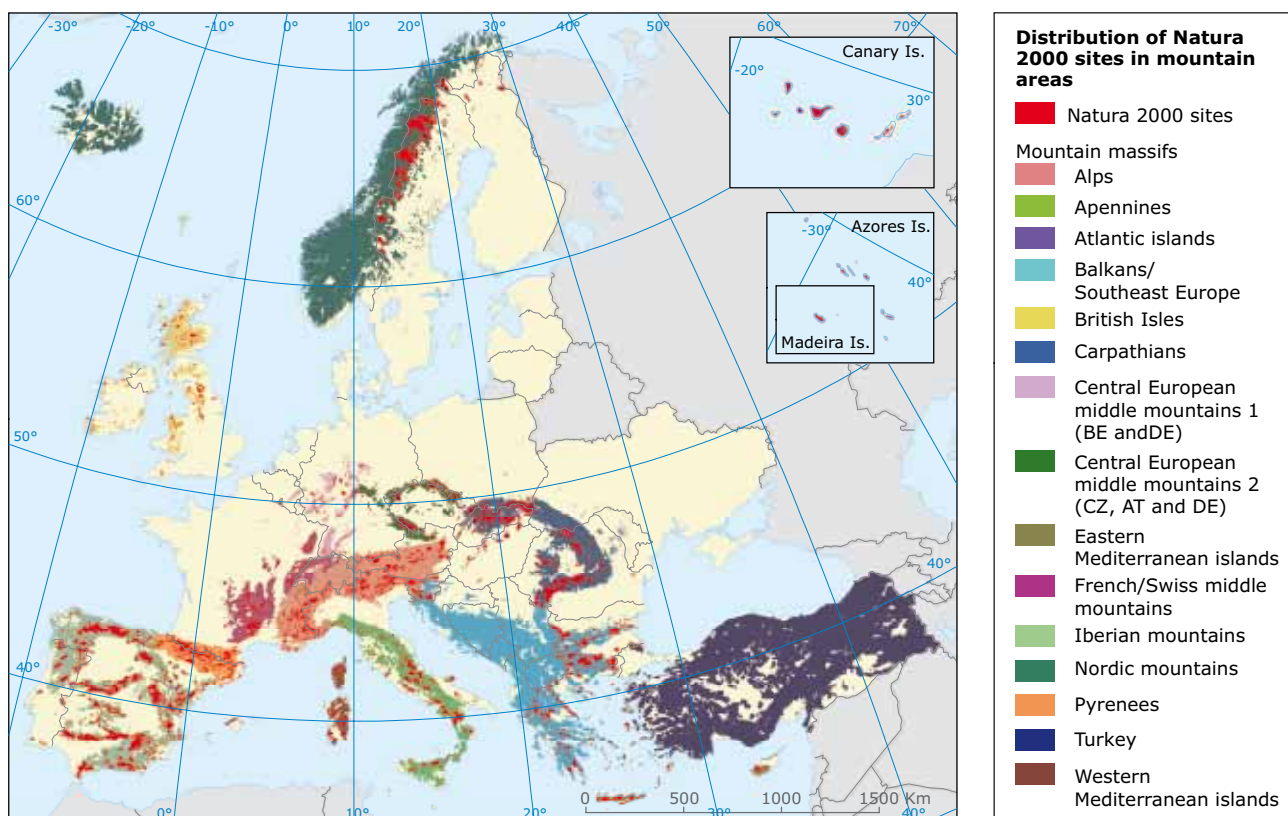 -30°
-20°
-10°
0°
10°
20°
30°
40°
50°
60°
70°
Canary Is.
-20°
30°
60°
Azores Is.
-30°
40°
Madeira Is.
50°
40°
40°
0
500
1000
1500 Km
0°
10°
20°
30°
40°
Distribution of Natura
2000 sites in mountain
areas
Natura 2000 sites
Mountain massifs
Alps
Apennines
Atlantic islands
Balkans/
Southeast Europe
British Isles
Carpathians
Central European
middle mountains 1
(BE andDE)
Central European
middle mountains 2
(CZ, AT and DE)
Eastern
Mediterranean islands
French/Swiss middle
mountains
Iberian mountains
Nordic mountains
Pyrenees
Turkey
Western
Mediterranean islands